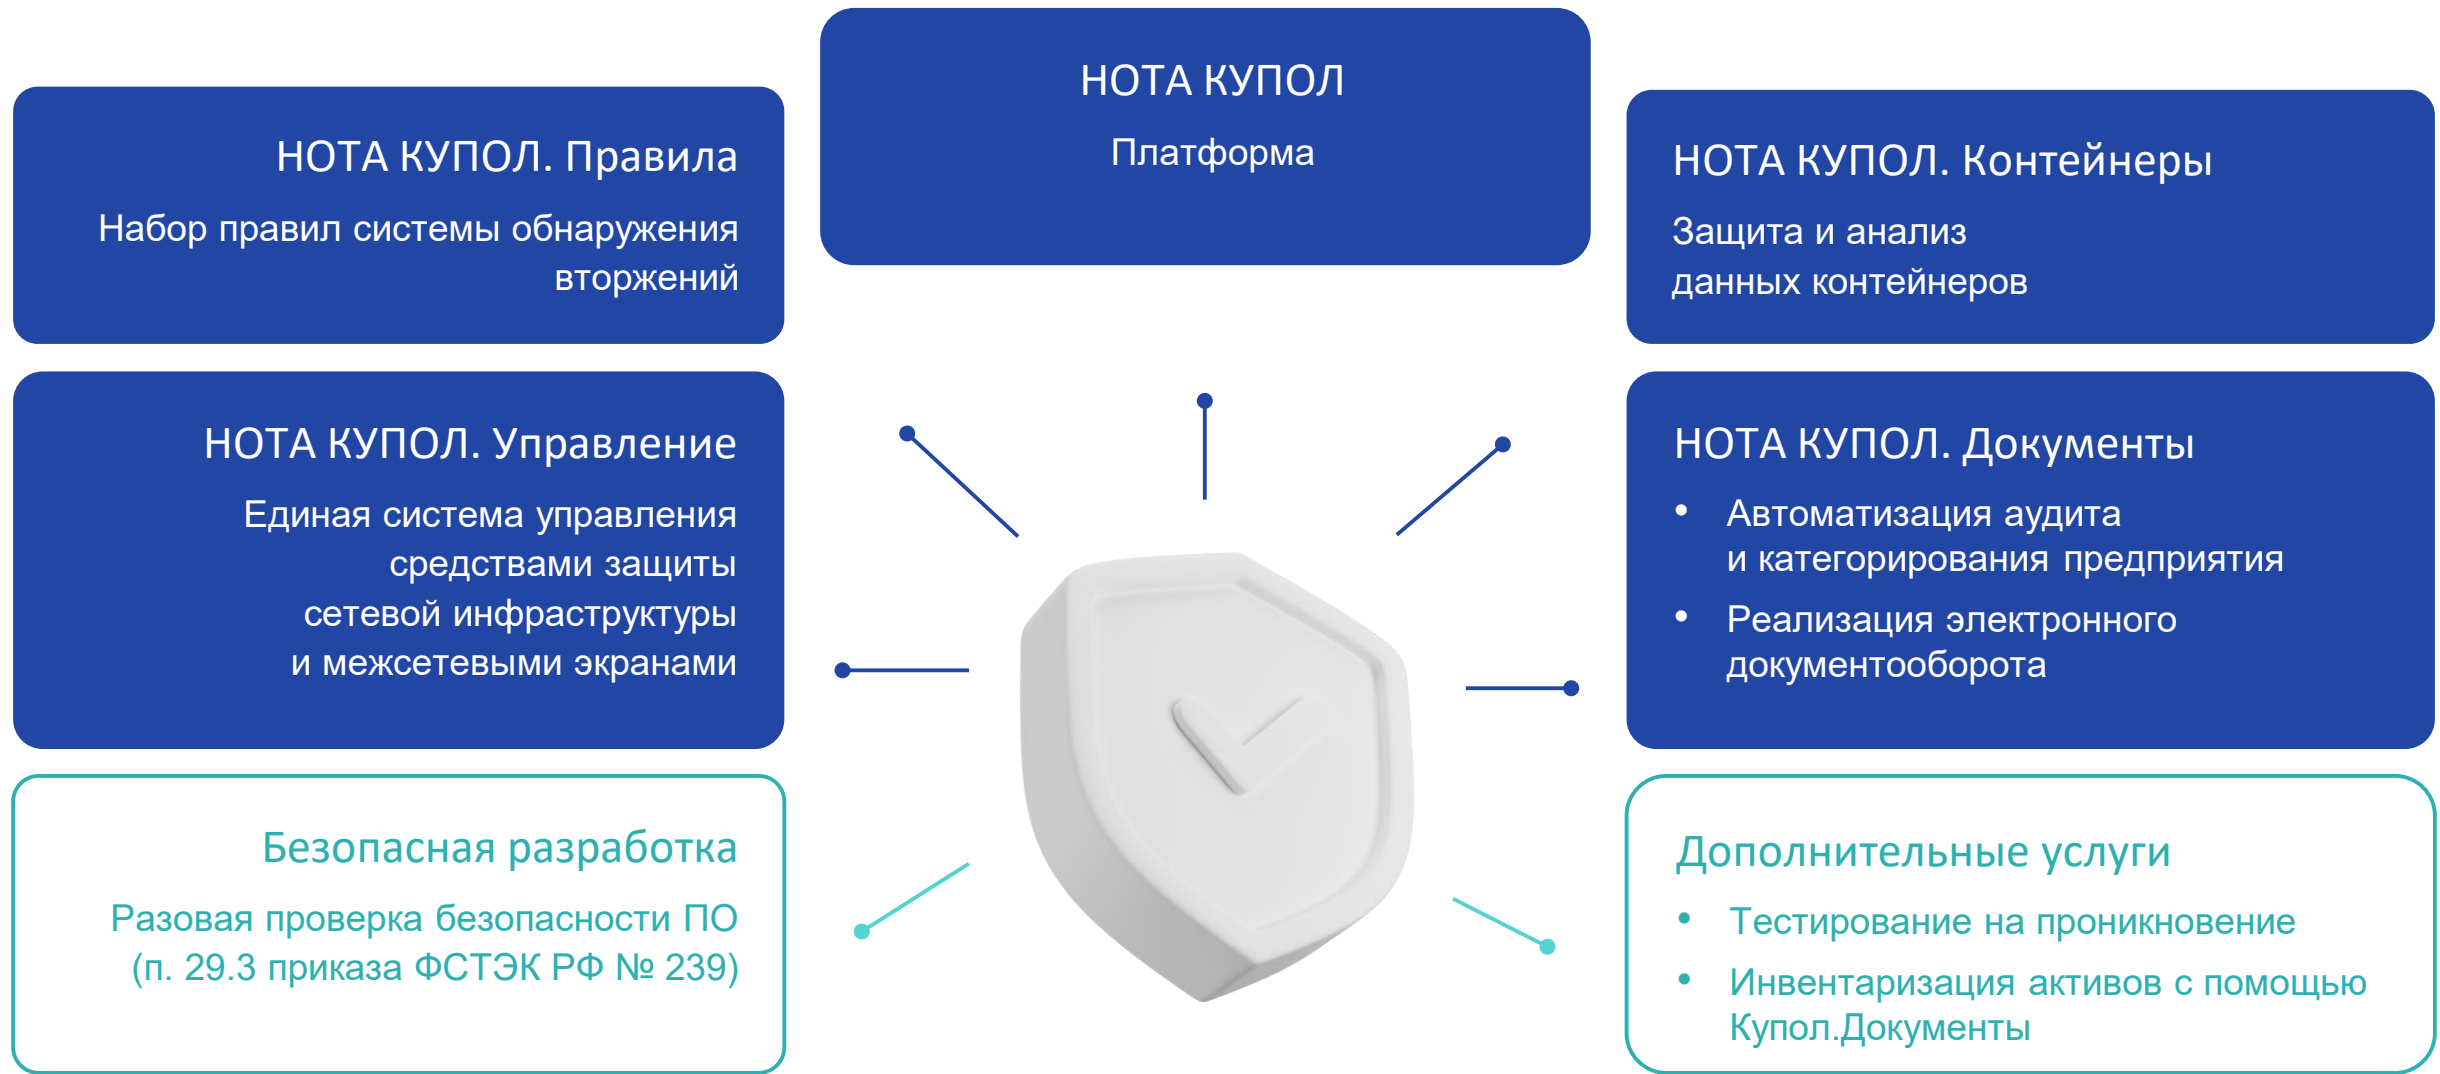 НОТА КУПОЛ
Платформа
НОТА КУПОЛ. Правила
Набор правил системы обнаружения
вторжений
НОТА КУПОЛ. Контейнеры
Защита и анализ
данных контейнеров
НОТА КУПОЛ. Управление
Единая система управления
средствами защиты
сетевой инфраструктуры
и межсетевыми экранами
НОТА КУПОЛ. Документы
• Автоматизация аудита
и категорирования предприятия
• Реализация электронного
документооборота
Безопасная разработка
Разовая проверка безопасности ПО
(п. 29.3 приказа ФСТЭК РФ № 239)
Дополнительные услуги
• Тестирование на проникновение
• Инвентаризация активов с помощью
Купол.Документы